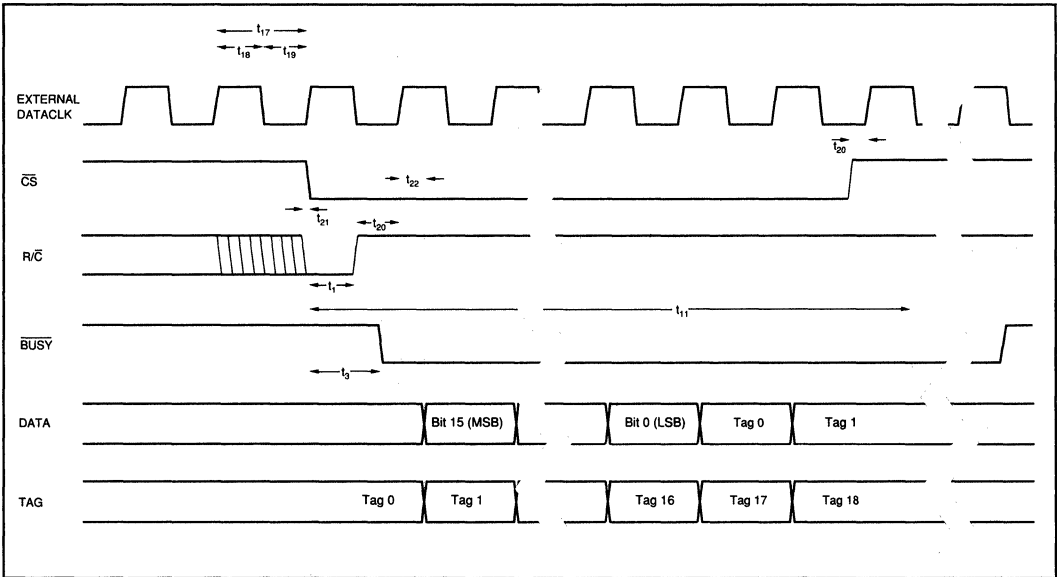 t17
t18 t19
EXTERNAL
DATACLK
t20
CS
t22
t21
t20
R/C
t1
t11
BUSY
t3
DATA
Bit 15 (MSB)
Bit 0 (LSB)
Tag 0
Tag 1
TAG
Tag 0
Tag 1
Tag 16
Tag 17
Tag 18